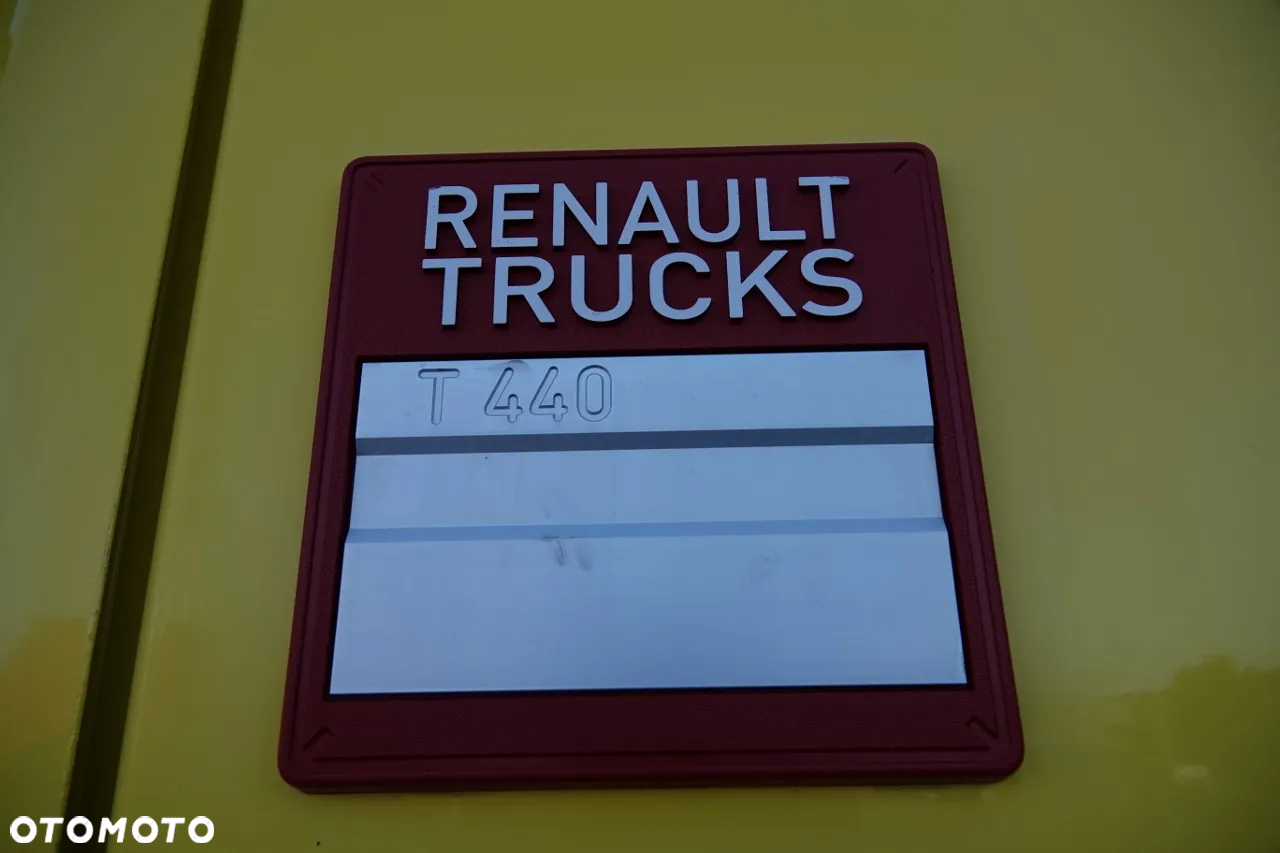 RENAULT
TRUCKS
T 440
OTOMOTO